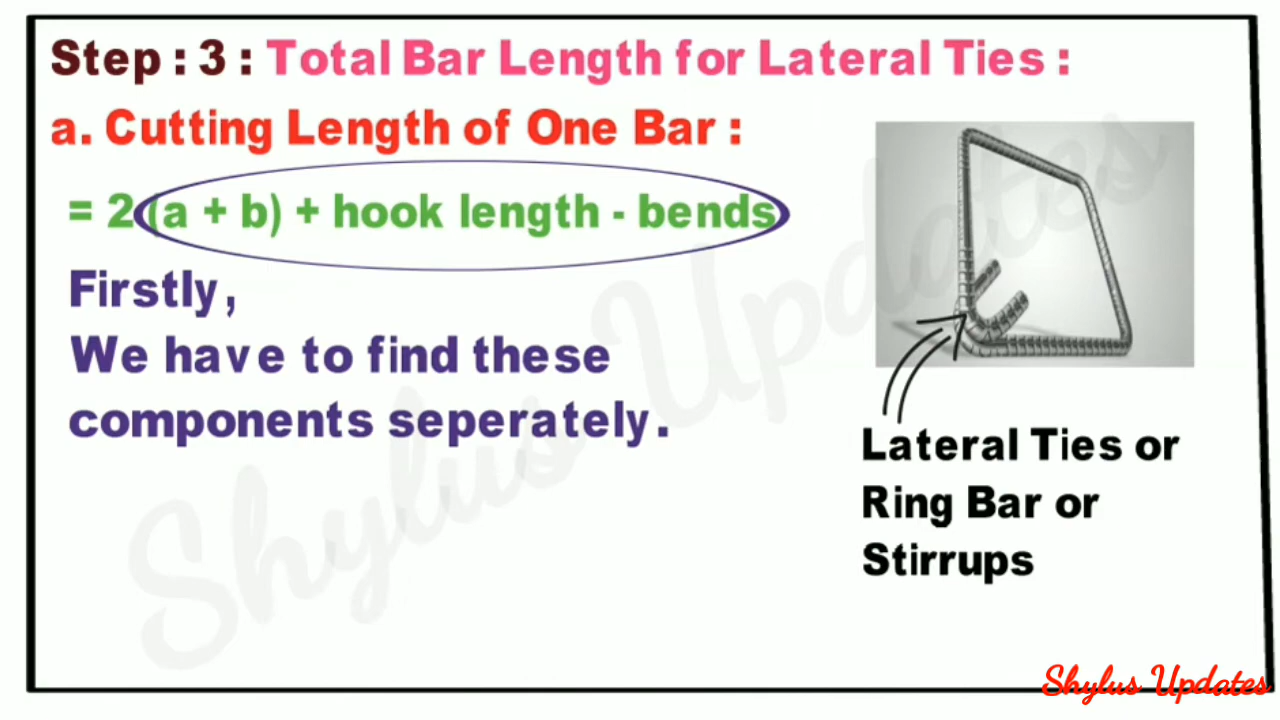 Step : 3 : Total Bar Length for Lateral Ties :
a. Cutting Length of One Bar :
= 2 (a + b) + hook length - bends
Firstly,
We have to find these
components seperately.
Lateral Ties or
Ring Bar or
Stirrups
Shylus Updates
Shylus Updates